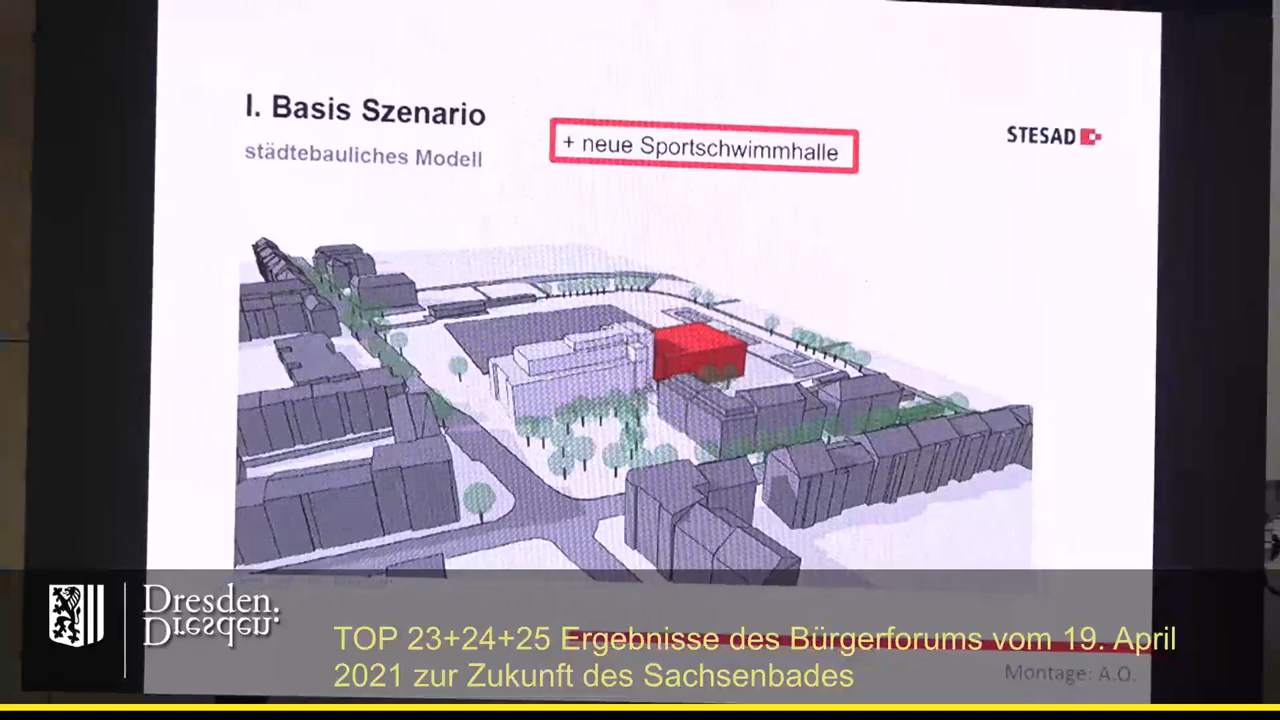 I. Basis Szenario
+ neue Sportschwimmhalle
STESAD
städtebauliches Modell
Dresden.
Dresden.
TOP 23+24+25 Ergebnisse des Bürgerforums vom 19. April
2021 zur Zukunft des Sachsenbades
Montage: A.O.